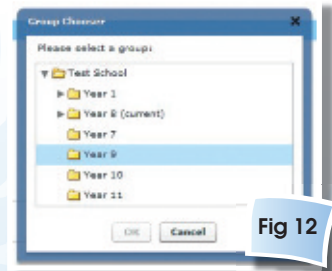 Group Chooser
Please select a group:
Test School
Year 1
Year 8 (current)
Year 7
Year 9
Year 10
Year 11
OK
Cancel
Fig 12